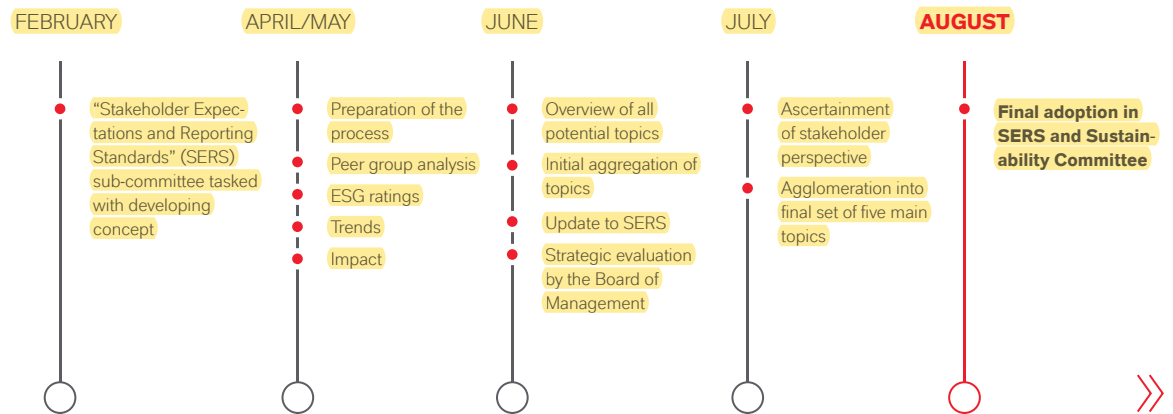 FEBRUARY
"Stakeholder Expec-
tations and Reporting
Standards" (SERS)
sub-committee tasked
with developing
concept
APRIL/MAY
Preparation of the
process
Peer group analysis
ESG ratings
Trends
Impact
JUNE
Overview of all
potential topics
Initial aggregation of
topics
Update to SERS
Strategic evaluation
by the Board of
Management
JULY
Ascertainment
of stakeholder
perspective
Agglomeration into
final set of five main
topics
AUGUST
Final adoption in
SERS and Sustain-
ability Committee